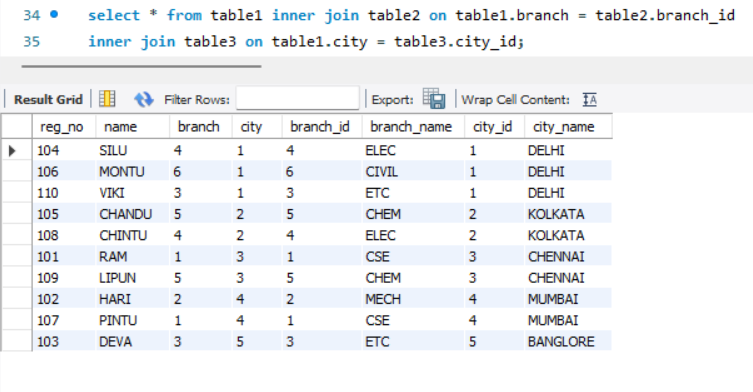 34 select * from table1 inner join table2 on table1.branch = table2.branch_id
35 inner join table3 on table1.city = table3.city_id;
Result Grid Filter Rows: Export: Wrap Cell Content: IA
reg_no name branch city branch_id branch_name city_id city_name
104 SILU 4 1 4 ELEC 1 DELHI
106 MONTU 6 1 6 CIVIL 1 DELHI
110 VIKI 3 1 3 ETC 1 DELHI
105 CHANDU 5 2 5 CHEM 2 KOLKATA
108 CHINTU 4 2 4 ELEC 2 KOLKATA
101 RAM 1 3 1 CSE 3 CHENNAI
109 LIPUN 5 3 5 CHEM 3 CHENNAI
102 HARI 2 4 2 MECH 4 MUMBAI
107 PINTU 1 4 1 CSE 4 MUMBAI
103 DEVA 3 5 3 ETC 5 BANGLORE